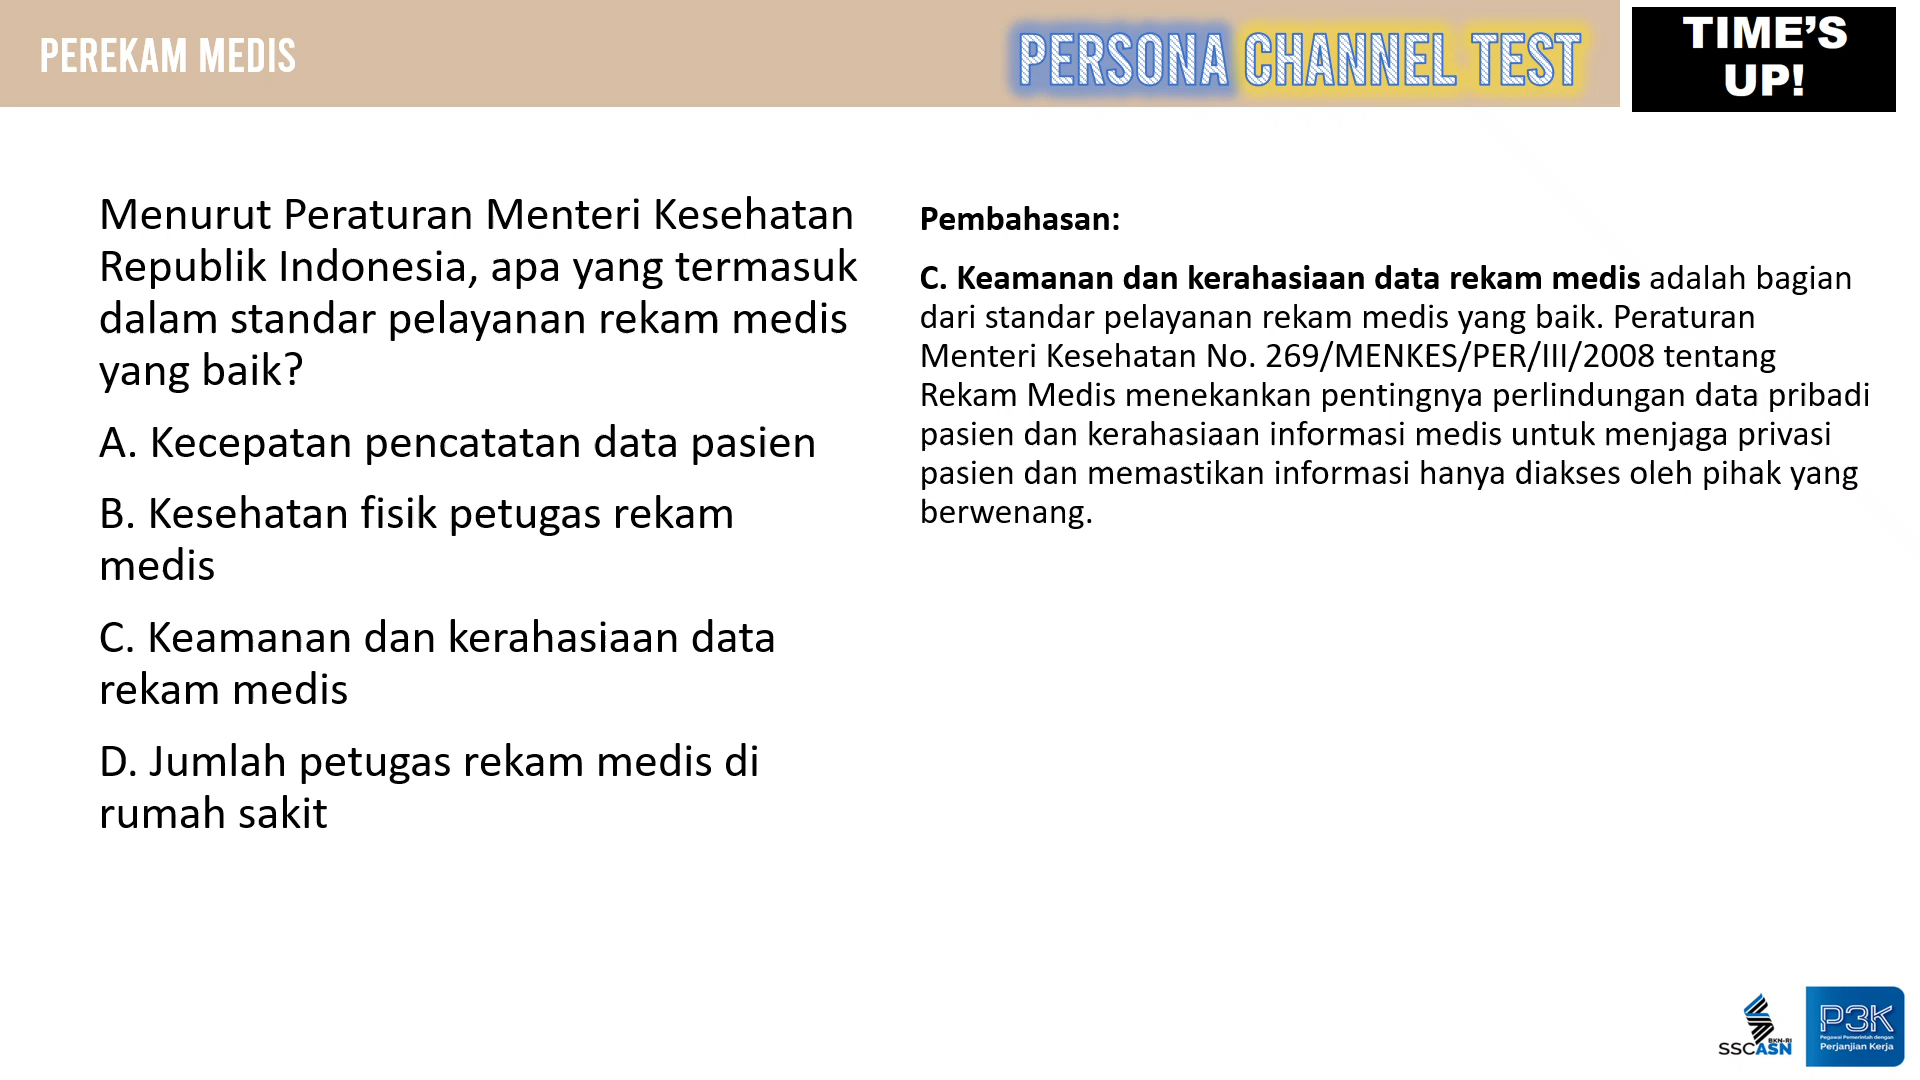 PEREKAM MEDIS
PERSONA CHANNEL TEST
TIME'S
UP!
Menurut Peraturan Menteri Kesehatan
Republik Indonesia, apa yang termasuk
dalam standar pelayanan rekam medis
yang baik?
A. Kecepatan pencatatan data pasien
B. Kesehatan fisik petugas rekam
medis
C. Keamanan dan kerahasiaan data
rekam medis
D. Jumlah petugas rekam medis di
rumah sakit
Pembahasan:
C. Keamanan dan kerahasiaan data rekam medis adalah bagian
dari standar pelayanan rekam medis yang baik. Peraturan
Menteri Kesehatan No. 269/MENKES/PER/III/2008 tentang
Rekam Medis menekankan pentingnya perlindungan data pribadi
pasien dan kerahasiaan informasi medis untuk menjaga privasi
pasien dan memastikan informasi hanya diakses oleh pihak yang
berwenang.
BKN-RI
SSCASN
P3K
Pegawai Pemerintah dengan
Perjanjian Kerja